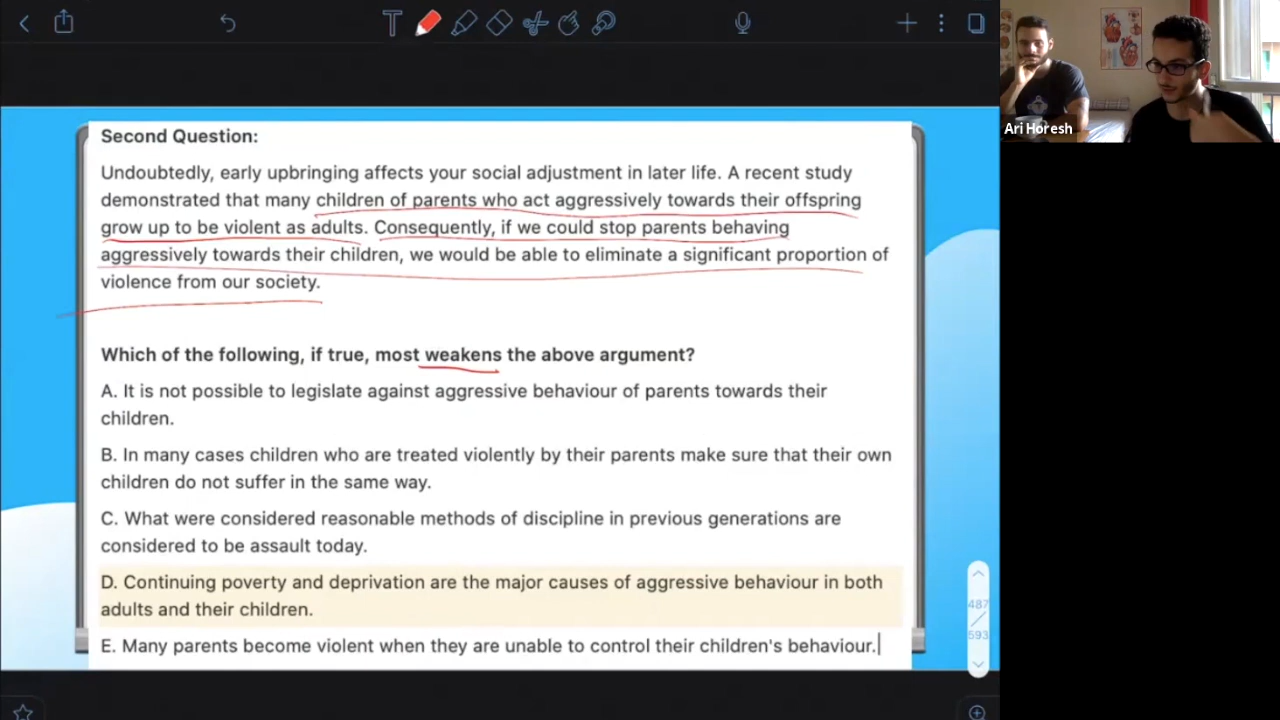 T
Ari Horesh
Second Question:
Undoubtedly, early upbringing affects your social adjustment in later life. A recent study
demonstrated that many children of parents who act aggressively towards their offspring
grow up to be violent as adults. Consequently, if we could stop parents behaving
aggressively towards their children, we would be able to eliminate a significant proportion of
violence from our society.
Which of the following, if true, most weakens the above argument?
A. It is not possible to legislate against aggressive behaviour of parents towards their
children.
B. In many cases children who are treated violently by their parents make sure that their own
children do not suffer in the same way.
C. What were considered reasonable methods of discipline in previous generations are
considered to be assault today.
D. Continuing poverty and deprivation are the major causes of aggressive behaviour in both
adults and their children.
E. Many parents become violent when they are unable to control their children's behaviour.
487
593